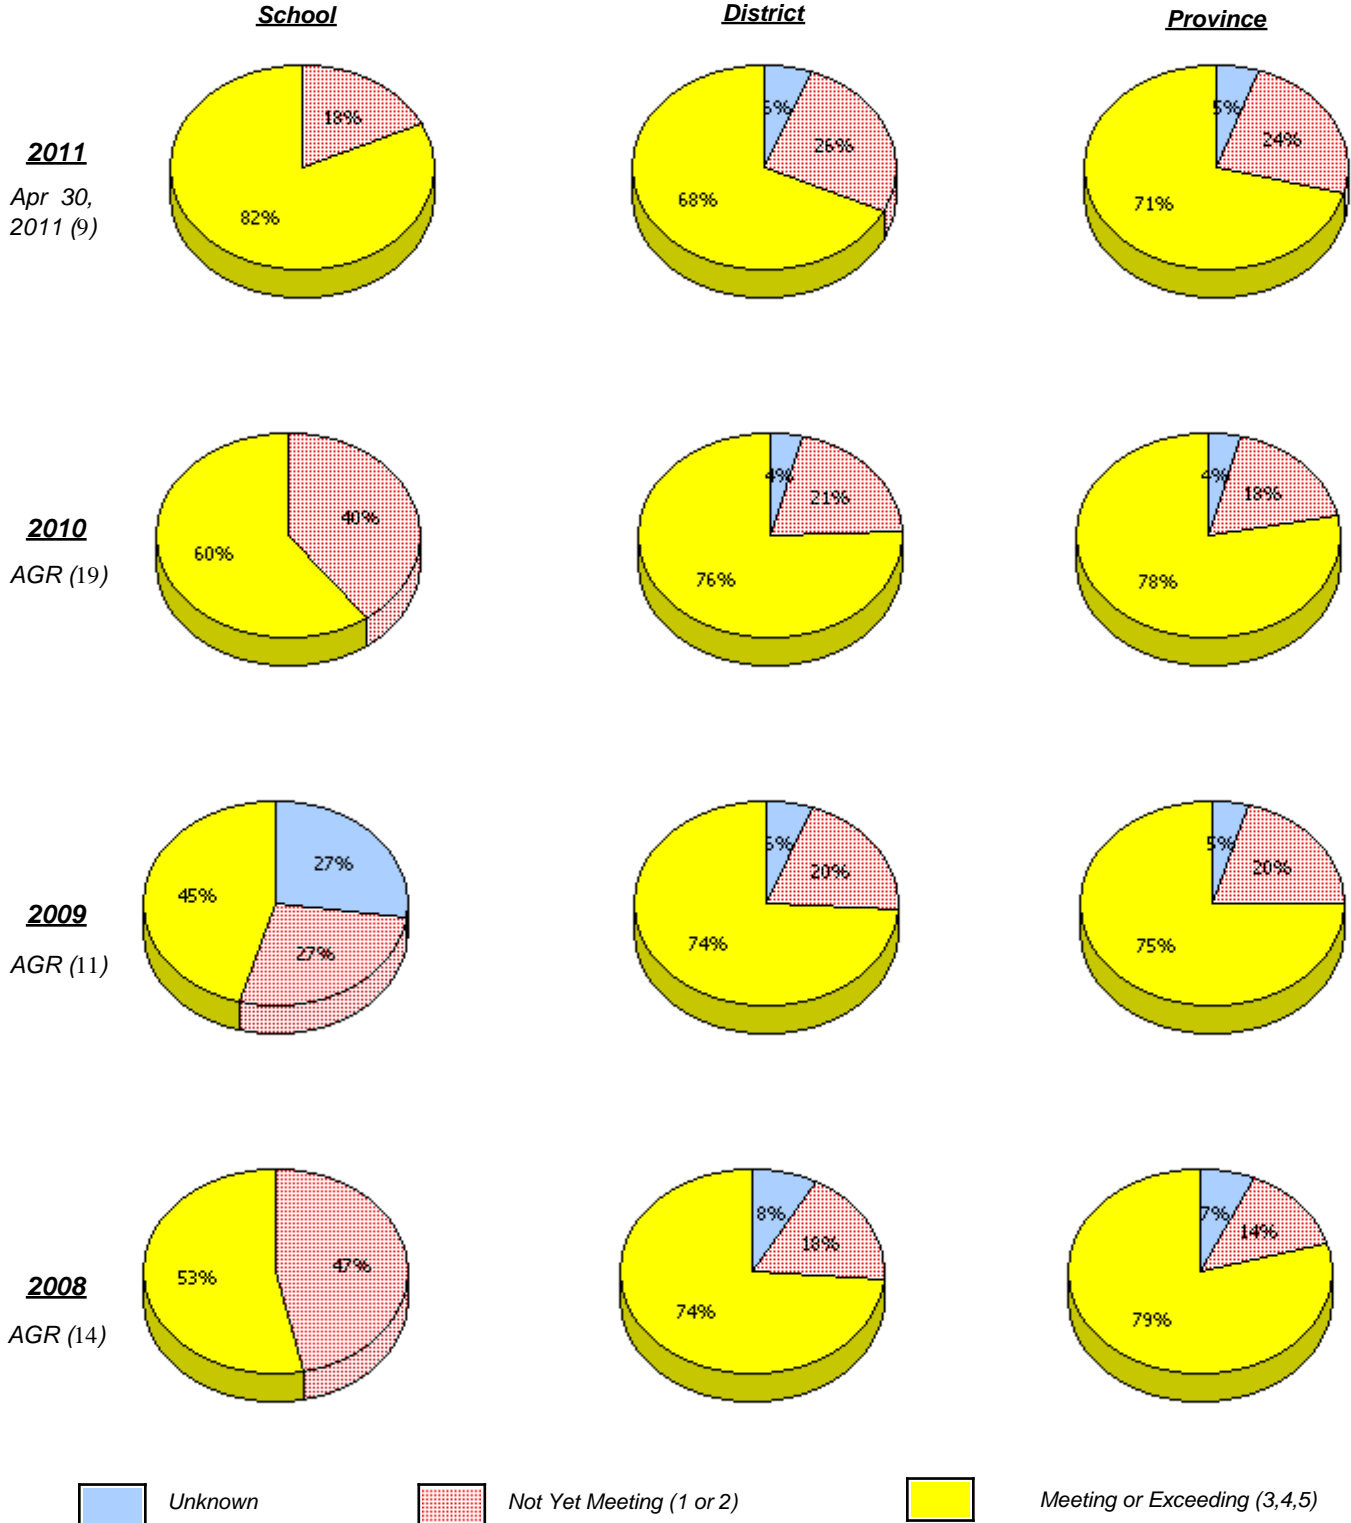 School District Province
18% 5% 26% 5% 24%
2011
Apr 30,
2011 (9)
82% 68% 71%
40% 4% 21% 4% 18%
2010
60% 76% 78%
AGR (19)
27% 5% 20% 5% 20%
45%
2009
27% 74% 75%
AGR (11)
8% 18% 7% 14%
53% 47%
2008
74% 79%
AGR (14)
Unknown Not Yet Meeting (1 or 2) Meeting or Exceeding (3,4,5)